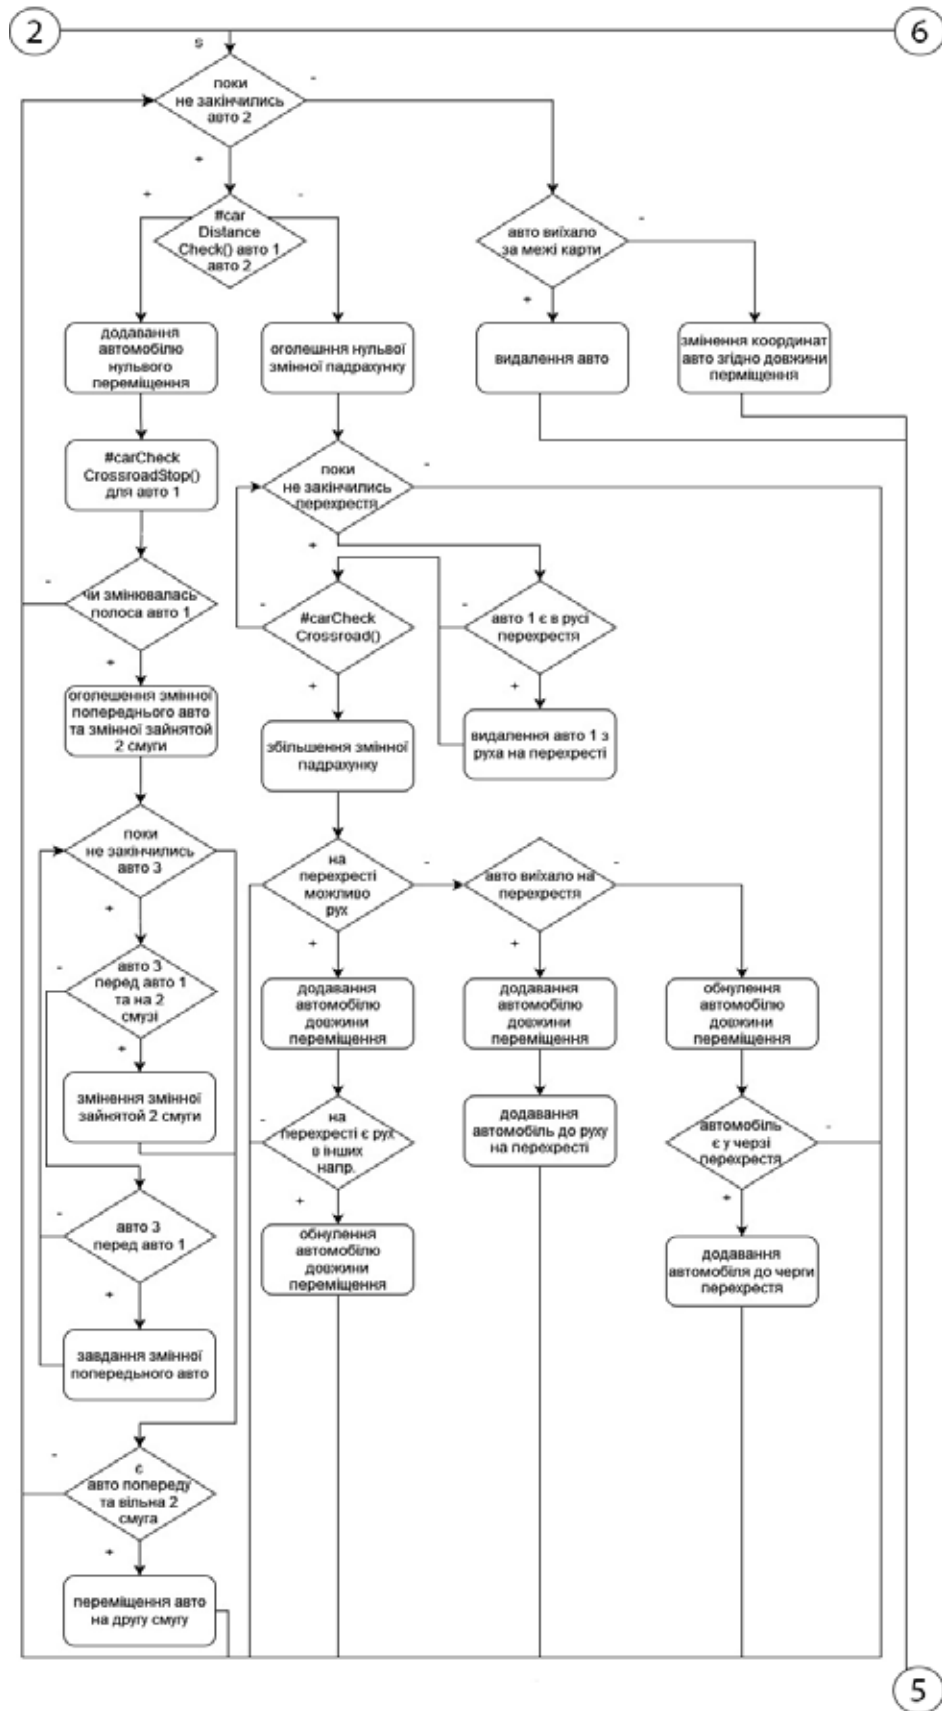 2
6
s
поки
не закінчились
авто 2
-
+
+
-
#car
Distance
Check() авто 1
авто 2
авто виїхало
за межі карти
-
+
додавання
автомобілю
нульвого
переміщення
оголешння нульвої
змінної падрахунку
видалення авто
змінення координат
авто згідно довжини
перміщення
#carCheck
CrossroadStop()
для авто 1
поки
не закінчились
перехрестя
-
+
-
чи змінювалась
полоса авто 1
+
-
#carCheck
Crossroad()
+
-
авто 1 є в русі
перехрестя
+
оголешення змінної
попереднього авто
та змінної зайнятой
2 смуги
збільшення змінної
падрахунку
видалення авто 1 з
руха на перехресті
поки
не закінчились
авто 3
+
на
перехресті
можливо
рух
-
+
авто виїхало на
перехрестя
-
+
-
авто 3
перед авто 1
та на 2
смузі
+
додавання
автомобілю
довжини
переміщення
додавання
автомобілю
довжини
переміщення
обнулення
автомобілю
довжини
переміщення
змінення змінної
зайнятой 2 смуги
-
на
перехресті є рух
в інших
напр.
+
додавання
автомобіль до руху
на перехресті
автомобіль
є у черзі
перехрестя
-
+
-
авто 3
перед авто 1
+
обнулення
автомобілю
довжини
переміщення
додавання
автомобіля до черги
перехрестя
завдання змінної
попередьного авто
-
є
авто попереду
та вільна 2
смуга
+
переміщення авто
на другу смугу
5